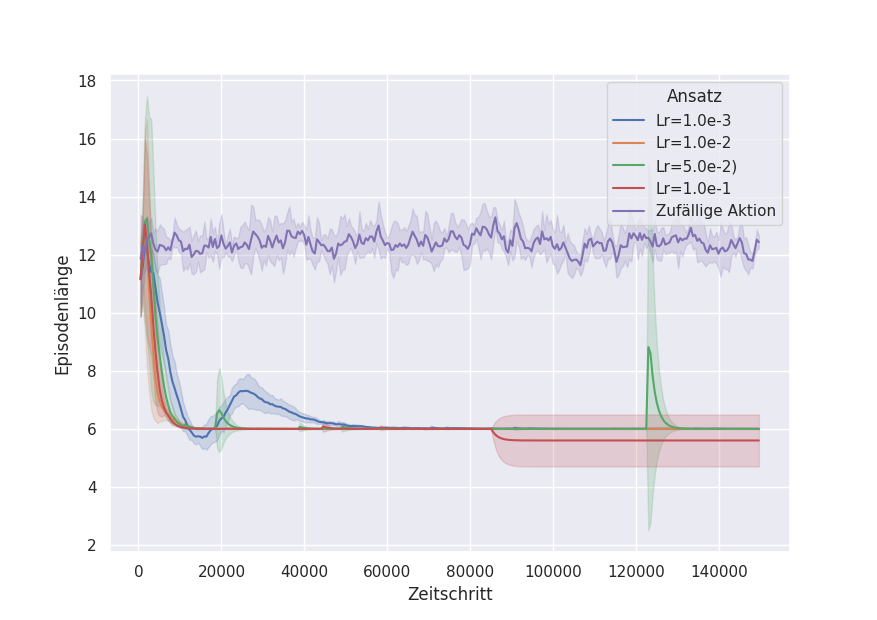 18
16
14
12
10
8
6
4
2
Episodenlänge
0
20000
40000
60000
80000
100000
120000
140000
Zeitschritt
Ansatz
Lr=1.0e-3
Lr=1.0e-2
Lr=5.0e-2)
Lr=1.0e-1
Zufällige Aktion